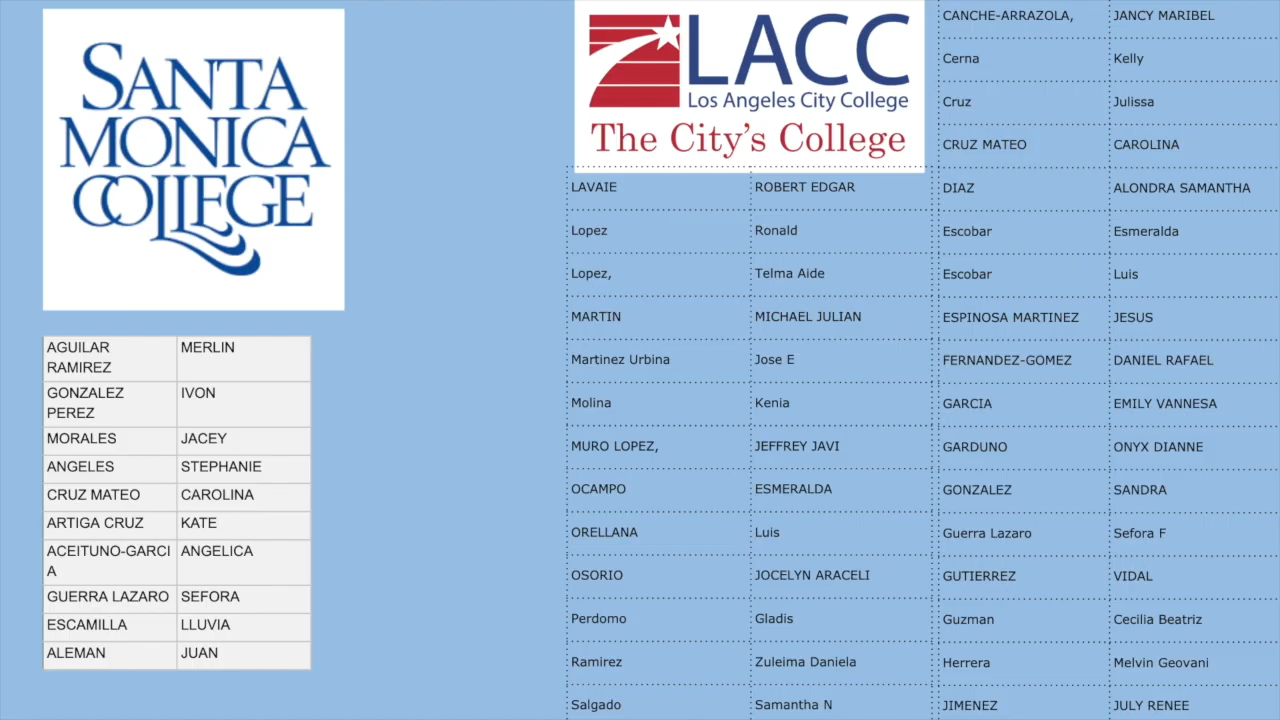 SANTA
MONICA
COLLEGE
AGUILAR RAMIREZ MERLIN
GONZALEZ PEREZ IVON
MORALES JACEY
ANGELES STEPHANIE
CRUZ MATEO CAROLINA
ARTIGA CRUZ KATE
ACEITUNO-GARCIA ANGELICA
GUERRA LAZARO SEFORA
ESCAMILLA LLUVIA
ALEMAN JUAN
LACC
Los Angeles City College
The City's College
LAVAIE ROBERT EDGAR
Lopez Ronald
Lopez, Telma Aide
MARTIN MICHAEL JULIAN
Martinez Urbina Jose E
Molina Kenia
MURO LOPEZ, JEFFREY JAVI
OCAMPO ESMERALDA
ORELLANA Luis
OSORIO JOCELYN ARACELI
Perdomo Gladis
Ramirez Zuleima Daniela
Salgado Samantha N
CANCHE-ARRAZOLA, JANCY MARIBEL
Cerna Kelly
Cruz Julissa
CRUZ MATEO CAROLINA
DIAZ ALONDRA SAMANTHA
Escobar Esmeralda
Escobar Luis
ESPINOSA MARTINEZ JESUS
FERNANDEZ-GOMEZ DANIEL RAFAEL
GARCIA EMILY VANNESA
GARDUNO ONYX DIANNE
GONZALEZ SANDRA
Guerra Lazaro Sefora F
GUTIERREZ VIDAL
Guzman Cecilia Beatriz
Herrera Melvin Geovani
JIMENEZ JULY RENEE